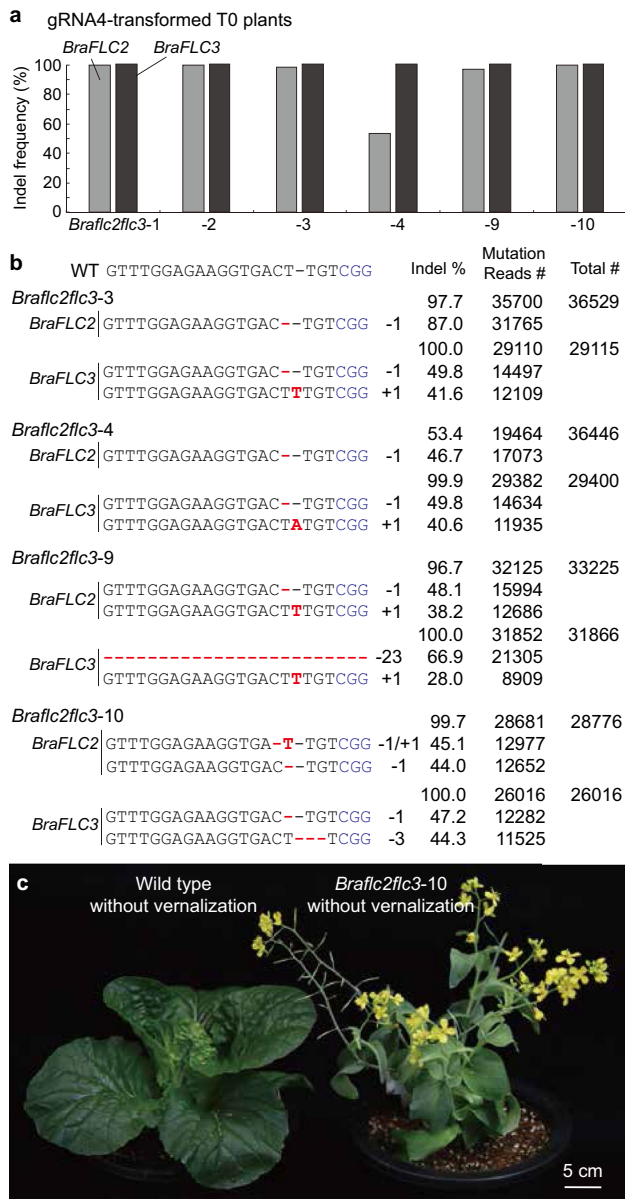 a gRNA4-transformed T0 plants
BraFLC2 BraFLC3
Indel frequency (%)
100
80
60
40
20
0
Braflc2flc3-1 -2 -3 -4 -9 -10
b
WT GTTTGGAGAAGGTGACT-TGTCGG Indel % Mutation Reads # Total #
Braflc2flc3-3 97.7 35700 36529
BraFLC2 GTTTGGAGAAGGTGAC--TGTCGG -1 87.0 31765
100.0 29110 29115
BraFLC3 GTTTGGAGAAGGTGAC--TGTCGG -1 49.8 14497
GTTTGGAGAAGGTGACTTTGTCGG +1 41.6 12109
Braflc2flc3-4 53.4 19464 36446
BraFLC2 GTTTGGAGAAGGTGAC--TGTCGG -1 46.7 17073
99.9 29382 29400
BraFLC3 GTTTGGAGAAGGTGAC--TGTCGG -1 49.8 14634
GTTTGGAGAAGGTGACTATGTCGG +1 40.6 11935
Braflc2flc3-9 96.7 32125 33225
BraFLC2 GTTTGGAGAAGGTGAC--TGTCGG -1 48.1 15994
GTTTGGAGAAGGTGACTTTGTCGG +1 38.2 12686
100.0 31852 31866
BraFLC3 ------------------------ -23 66.9 21305
GTTTGGAGAAGGTGACTTTGTCGG +1 28.0 8909
Braflc2flc3-10 99.7 28681 28776
BraFLC2 GTTTGGAGAAGGTGA-T-TGTCGG -1/+1 45.1 12977
GTTTGGAGAAGGTGAC--TGTCGG -1 44.0 12652
100.0 26016 26016
BraFLC3 GTTTGGAGAAGGTGAC--TGTCGG -1 47.2 12282
GTTTGGAGAAGGTGACT---TCGG -3 44.3 11525
c
Wild type
without vernalization
Braflc2flc3-10
without vernalization
5 cm